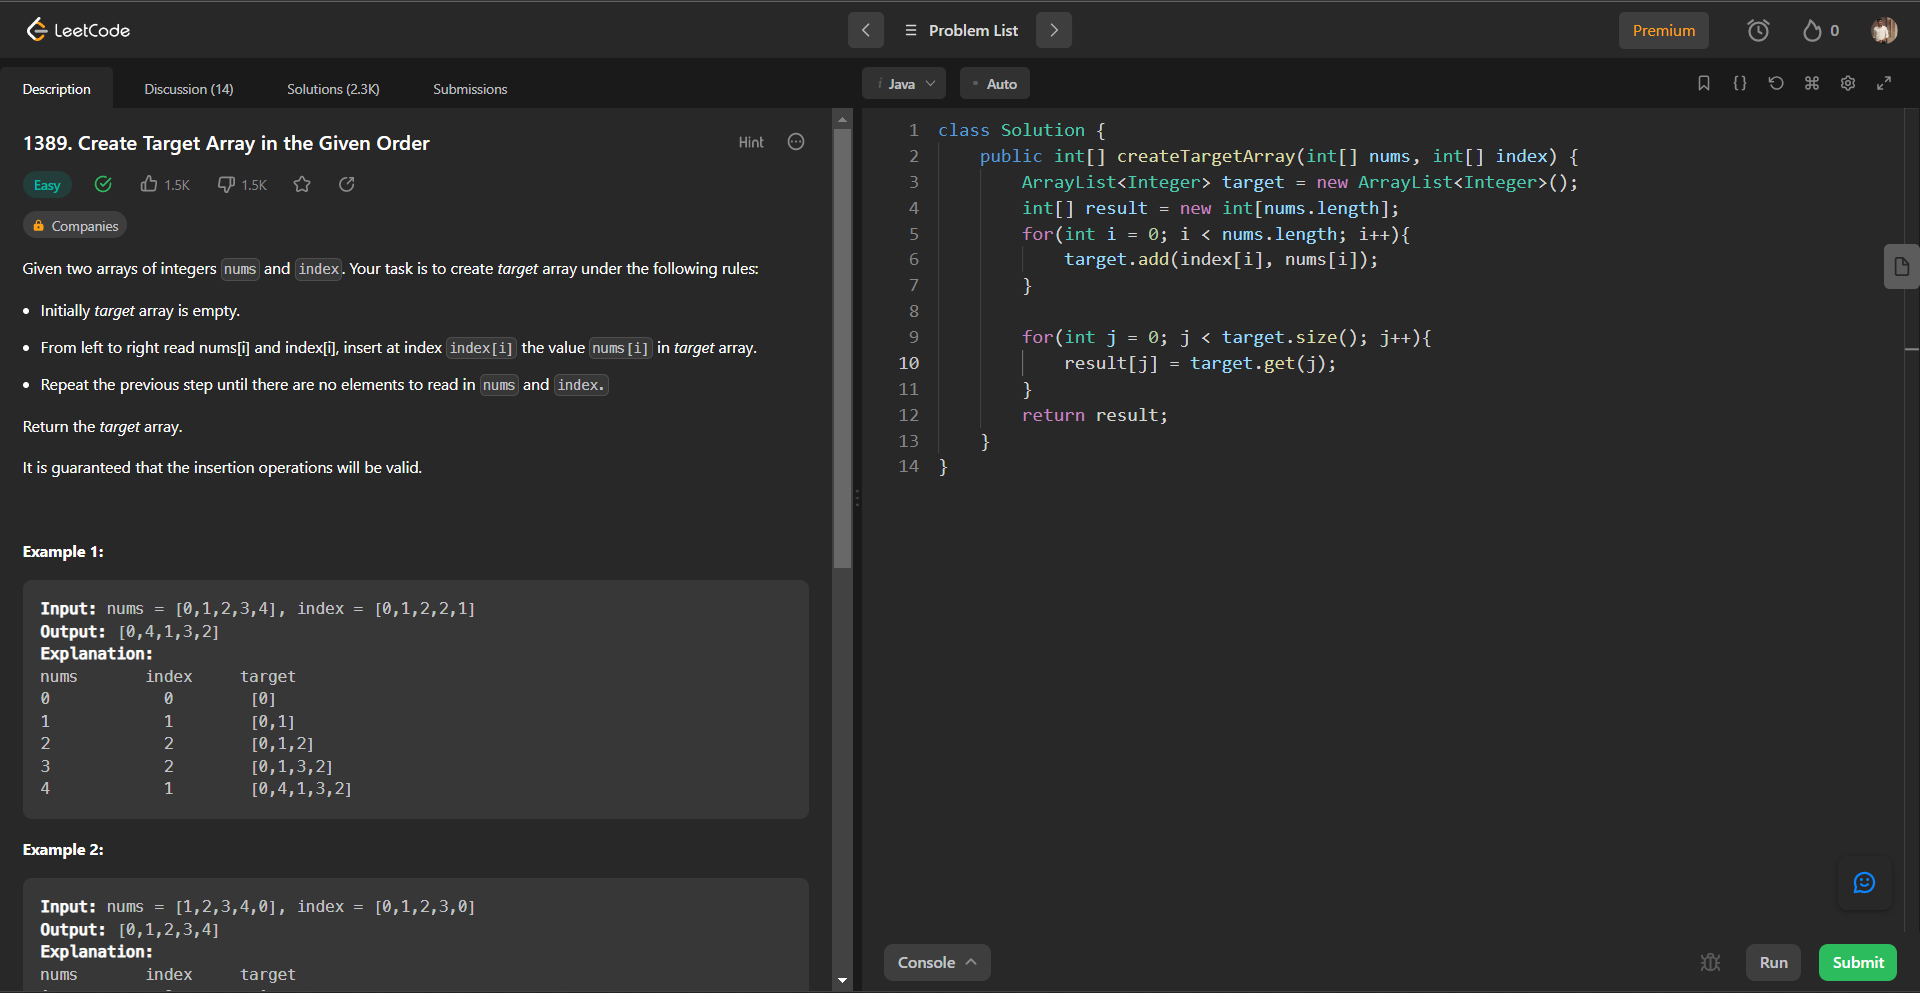 LeetCode
Problem List
Premium
0
Description
Discussion (14)
Solutions (2.3K)
Submissions
i Java
Auto
1389. Create Target Array in the Given Order
Hint
Easy
1.5K
1.5K
Companies
Given two arrays of integers nums and index. Your task is to create target array under the following rules:
• Initially target array is empty.
• From left to right read nums[i] and index[i], insert at index index[i] the value nums[i] in target array.
• Repeat the previous step until there are no elements to read in nums and index.
Return the target array.
It is guaranteed that the insertion operations will be valid.
Example 1:
Input: nums = [0,1,2,3,4], index = [0,1,2,2,1]
Output: [0,4,1,3,2]
Explanation:
nums index target
0 0 [0]
1 1 [0,1]
2 2 [0,1,2]
3 2 [0,1,3,2]
4 1 [0,4,1,3,2]
Example 2:
Input: nums = [1,2,3,4,0], index = [0,1,2,3,0]
Output: [0,1,2,3,4]
Explanation:
nums index target
1 class Solution {
2 public int[] createTargetArray(int[] nums, int[] index) {
3 ArrayList<Integer> target = new ArrayList<Integer>();
4 int[] result = new int[nums.length];
5 for(int i = 0; i < nums.length; i++){
6 target.add(index[i], nums[i]);
7 }
8
9 for(int j = 0; j < target.size(); j++){
10 result[j] = target.get(j);
11 }
12 return result;
13 }
14 }
Console
Run
Submit